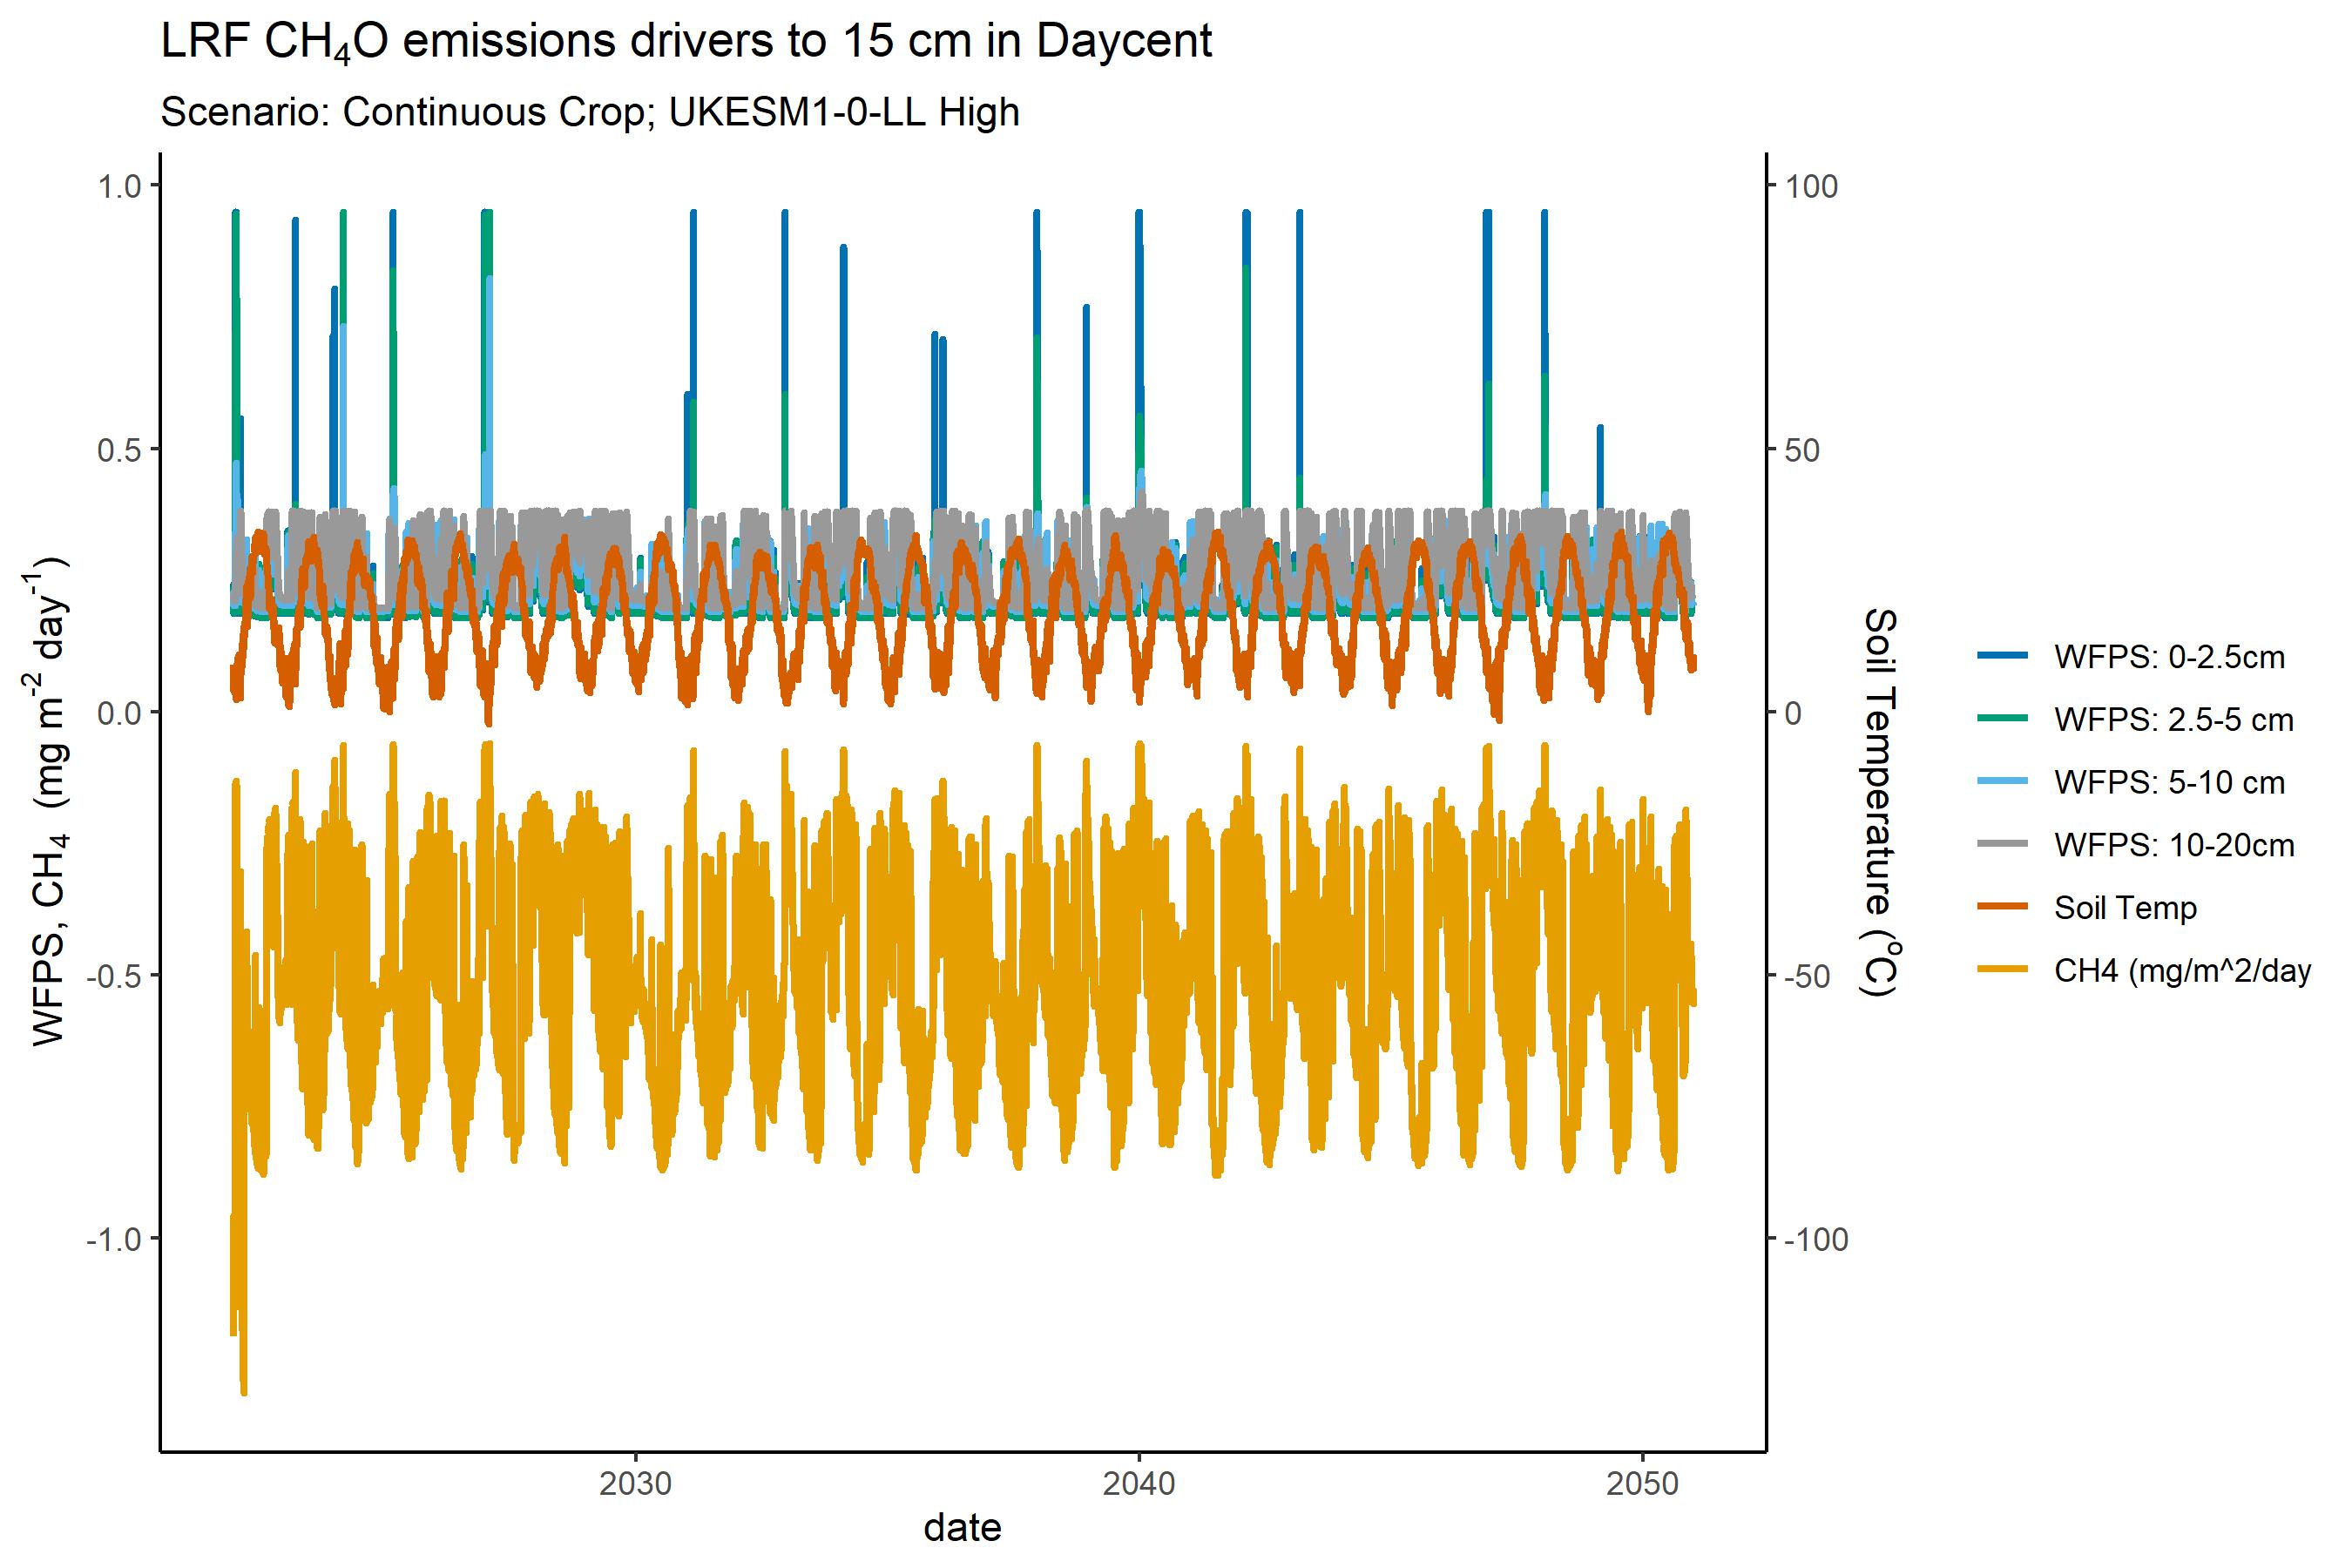 LRF CH₄O emissions drivers to 15 cm in Daycent
Scenario: Continuous Crop; UKESM1-0-LL High
1.0
0.5
0.0
-0.5
-1.0
WFPS, CH₄ (mg m⁻² day⁻¹)
100
50
0
-50
-100
Soil Temperature (ᵒC)
2030
2040
2050
date
WFPS: 0-2.5cm
WFPS: 2.5-5 cm
WFPS: 5-10 cm
WFPS: 10-20cm
Soil Temp
CH4 (mg/m^2/day